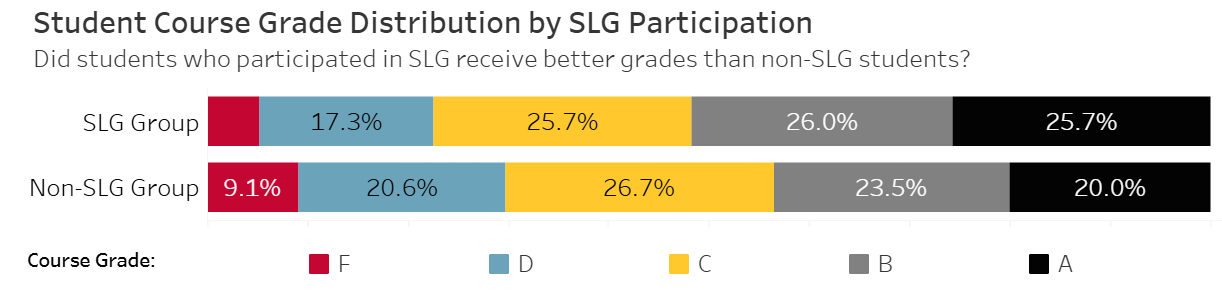 Student Course Grade Distribution by SLG Participation
Did students who participated in SLG receive better grades than non-SLG students?
SLG Group 17.3% 25.7% 26.0% 25.7%
Non-SLG Group 9.1% 20.6% 26.7% 23.5% 20.0%
Course Grade: F D C B A